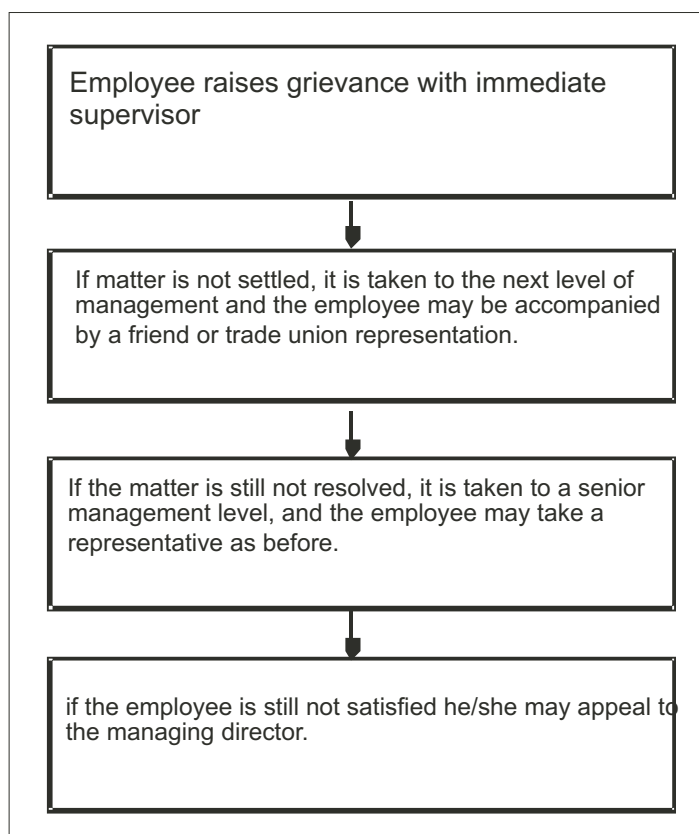 Employee raises grievance with immediate
supervisor
If matter is not settled, it is taken to the next level of
management and the employee may be accompanied
by a friend or trade union representation.
If the matter is still not resolved, it is taken to a senior
management level, and the employee may take a
representative as before.
if the employee is still not satisfied he/she may appeal to
the managing director.